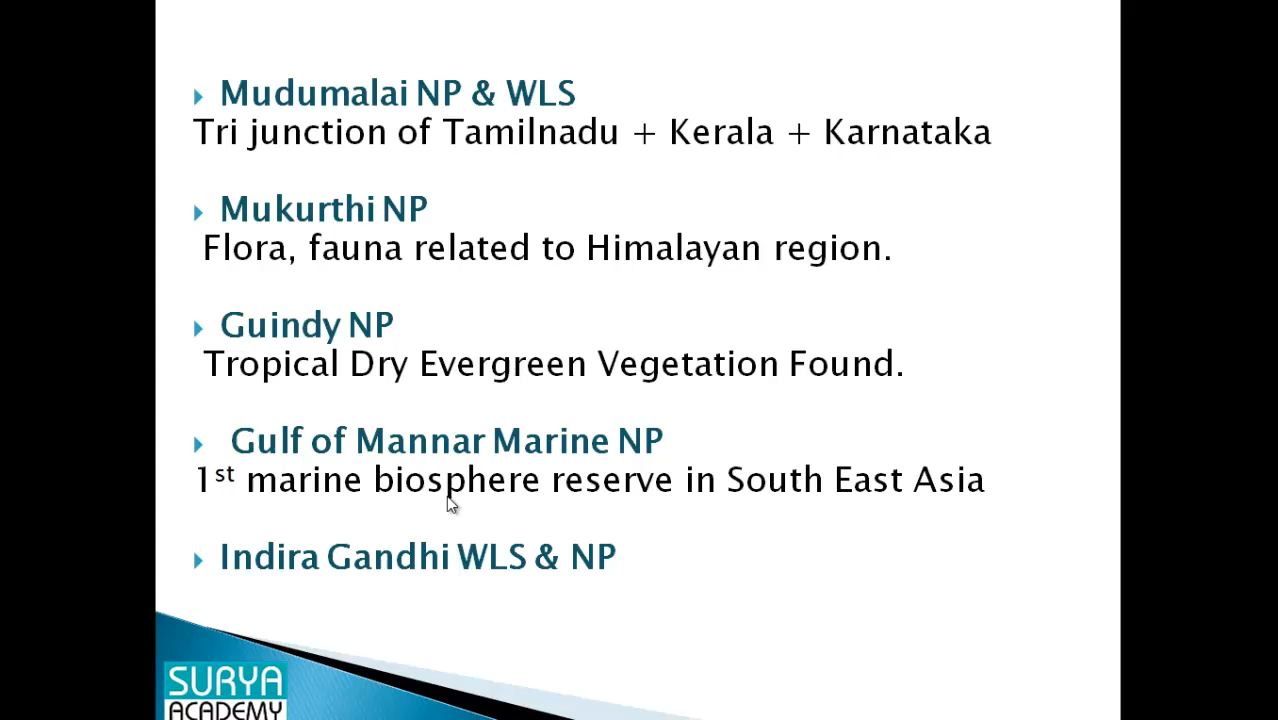 Mudumalai NP & WLS
Tri junction of Tamilnadu + Kerala + Karnataka
Mukurthi NP
Flora, fauna related to Himalayan region.
Guindy NP
Tropical Dry Evergreen Vegetation Found.
Gulf of Mannar Marine NP
1st marine biosphere reserve in South East Asia
Indira Gandhi WLS & NP
SURYA
ACADEMY